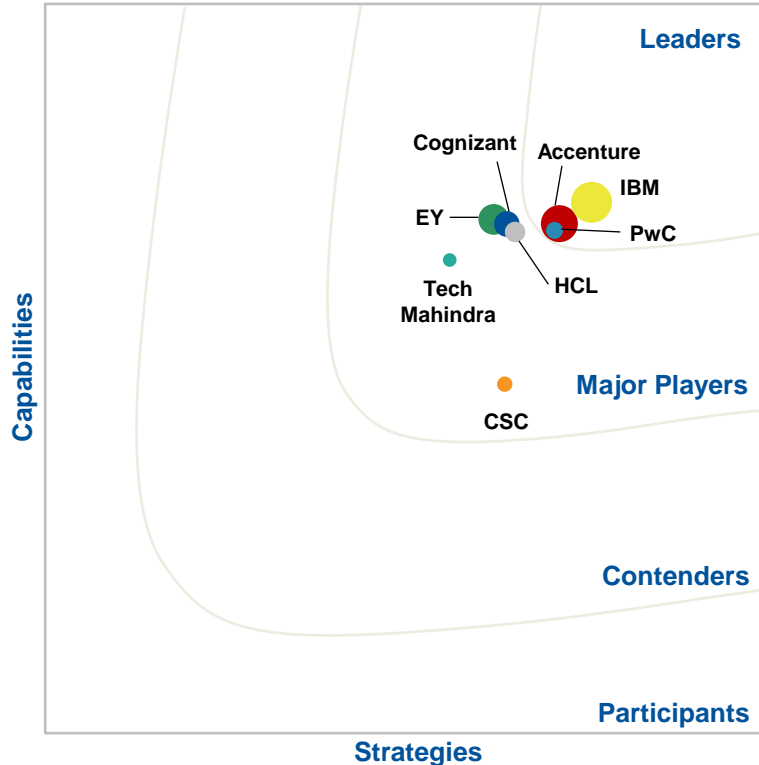 Leaders
Cognizant
Accenture
IBM
EY
PwC
HCL
Tech
Mahindra
Major Players
CSC
Capabilities
Contenders
Participants
Strategies